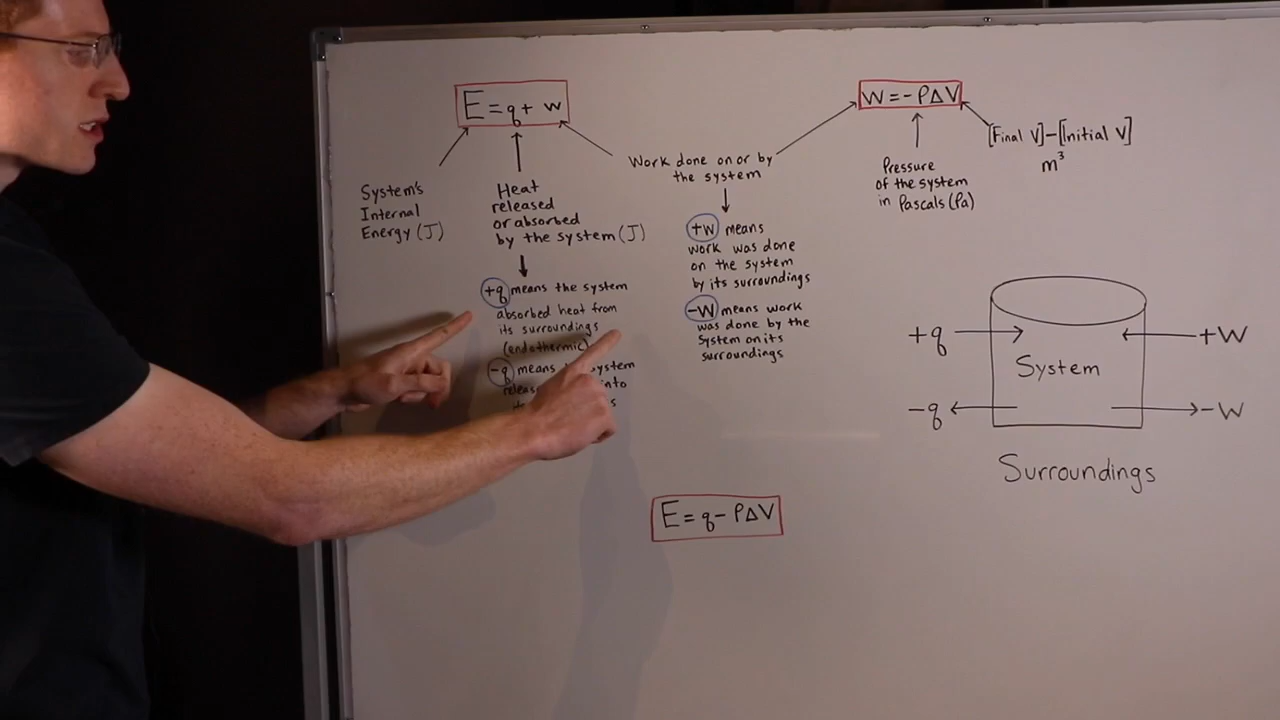 E = q + w
System's
Internal
Energy (J)
Heat
released
or absorbed
by the system (J)
+q means the system
absorbed heat from
its surroundings
(endothermic)
-q means system
into
Work done on or by
the system
+w means
work was done
on the system
by its surroundings
-w means work
was done by the
system on its
surroundings
W = -PΔV
[Final V]-[Initial V]
m³
Pressure
of the system
in Pascals (Pa)
+q
+W
System
-q
-W
Surroundings
E = q - PΔV